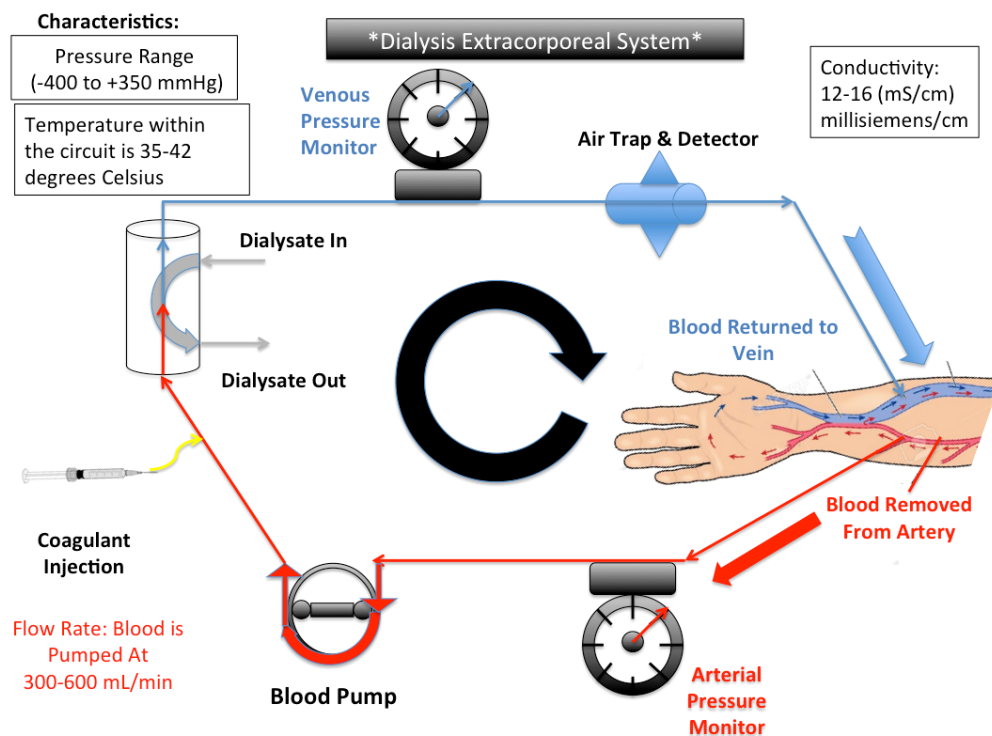 Characteristics:
*Dialysis Extracorporeal System*
Pressure Range
(-400 to +350 mmHg)
Temperature within
the circuit is 35-42
degrees Celsius
Venous
Pressure
Monitor
Air Trap & Detector
Conductivity:
12-16 (mS/cm)
millisiemens/cm
Dialysate In
Dialysate Out
Blood Returned to
Vein
Blood Removed
From Artery
Coagulant
Injection
Flow Rate: Blood is
Pumped At
300-600 mL/min
Blood Pump
Arterial
Pressure
Monitor